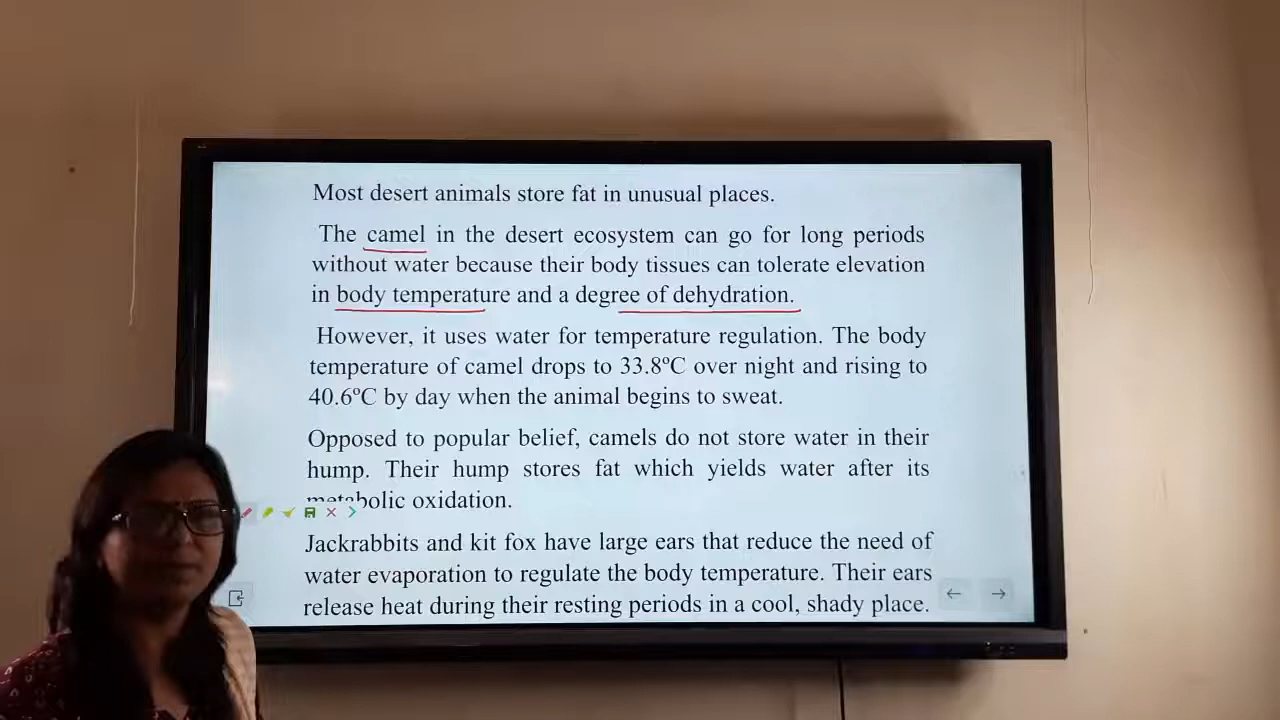 Most desert animals store fat in unusual places.
The camel in the desert ecosystem can go for long periods
without water because their body tissues can tolerate elevation
in body temperature and a degree of dehydration.
However, it uses water for temperature regulation. The body
temperature of camel drops to 33.8ºC over night and rising to
40.6ºC by day when the animal begins to sweat.
Opposed to popular belief, camels do not store water in their
hump. Their hump stores fat which yields water after its
metabolic oxidation.
Jackrabbits and kit fox have large ears that reduce the need of
water evaporation to regulate the body temperature. Their ears
release heat during their resting periods in a cool, shady place.